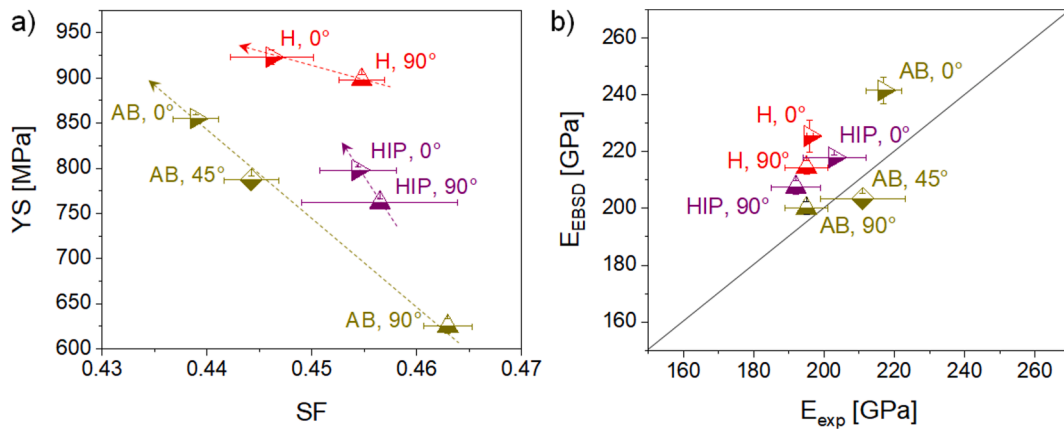 a)
YS [MPa]
950
900
850
800
750
700
650
600
0.43
0.44
0.45
0.46
0.47
SF
H, 0°
H, 90°
AB, 0°
AB, 45°
HIP, 0°
HIP, 90°
AB, 90°
b)
E_EBSD [GPa]
260
240
220
200
180
160
160
180
200
220
240
260
E_exp [GPa]
AB, 0°
H, 0°
HIP, 0°
H, 90°
AB, 45°
HIP, 90°
AB, 90°